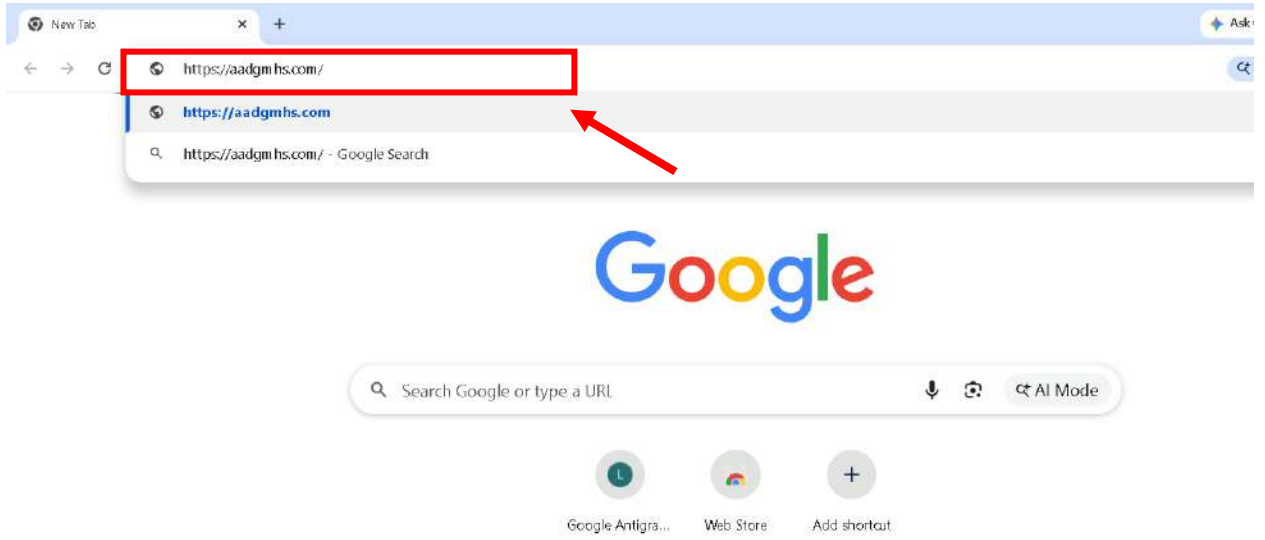 New Tab
Ask
https://aadgmhs.com/
https://aadgmhs.com
https://aadgmhs.com/ - Google Search
Google
Search Google or type a URL
AI Mode
L
Google Antigra...
Web Store
Add shortcut